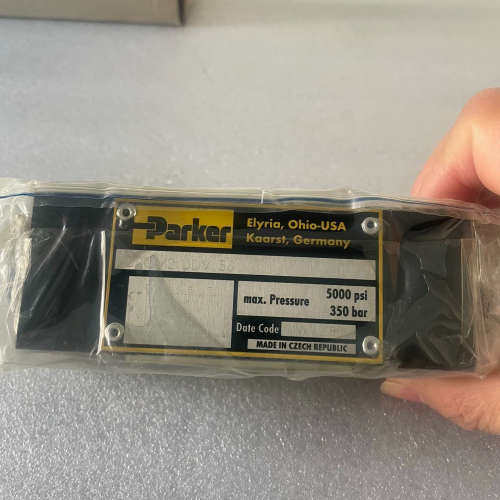 Parker
Elyria, Ohio-USA
Kaarst, Germany
max. Pressure
5000 psi
350 bar
Date Code
MADE IN CZECH REPUBLIC